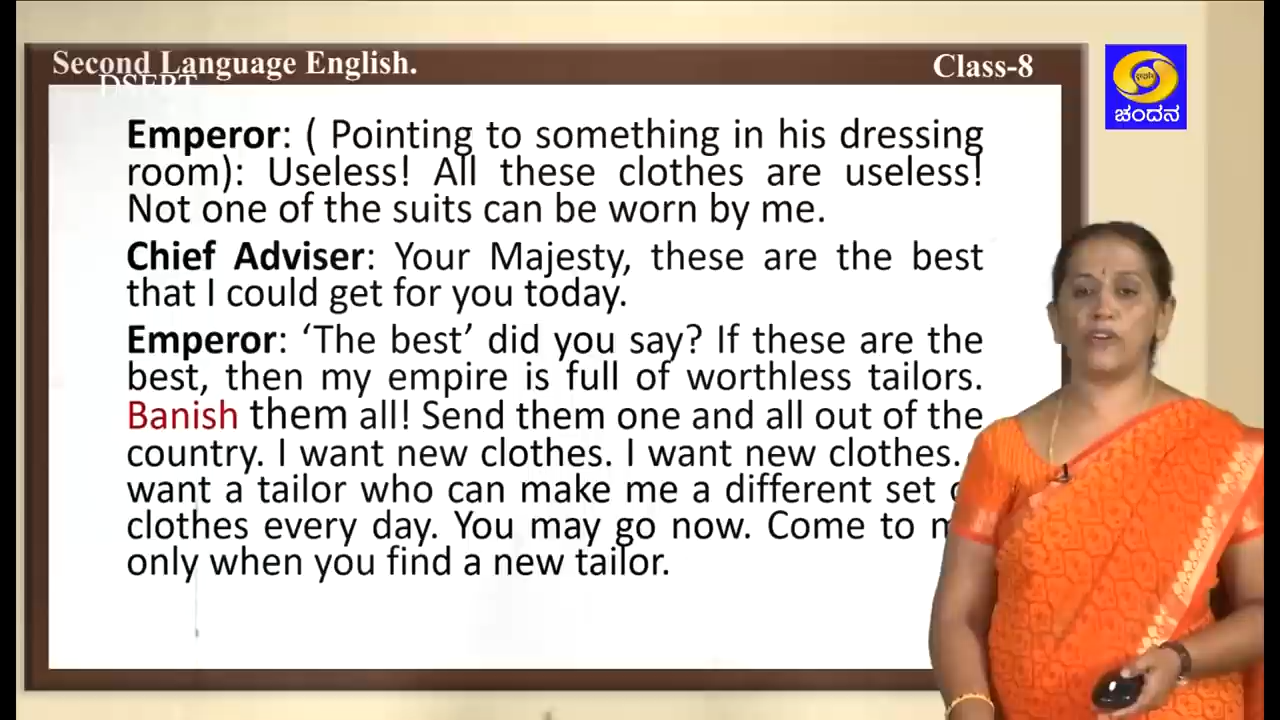 Second Language English.
Class-8
DSERT
ಚಂದನ
Emperor: ( Pointing to something in his dressing
room): Useless! All these clothes are useless!
Not one of the suits can be worn by me.
Chief Adviser: Your Majesty, these are the best
that I could get for you today.
Emperor: ‘The best’ did you say? If these are the
best, then my empire is full of worthless tailors.
Banish them all! Send them one and all out of the
country. I want new clothes. I want new clothes.
want a tailor who can make me a different set
clothes every day. You may go now. Come to
only when you find a new tailor.